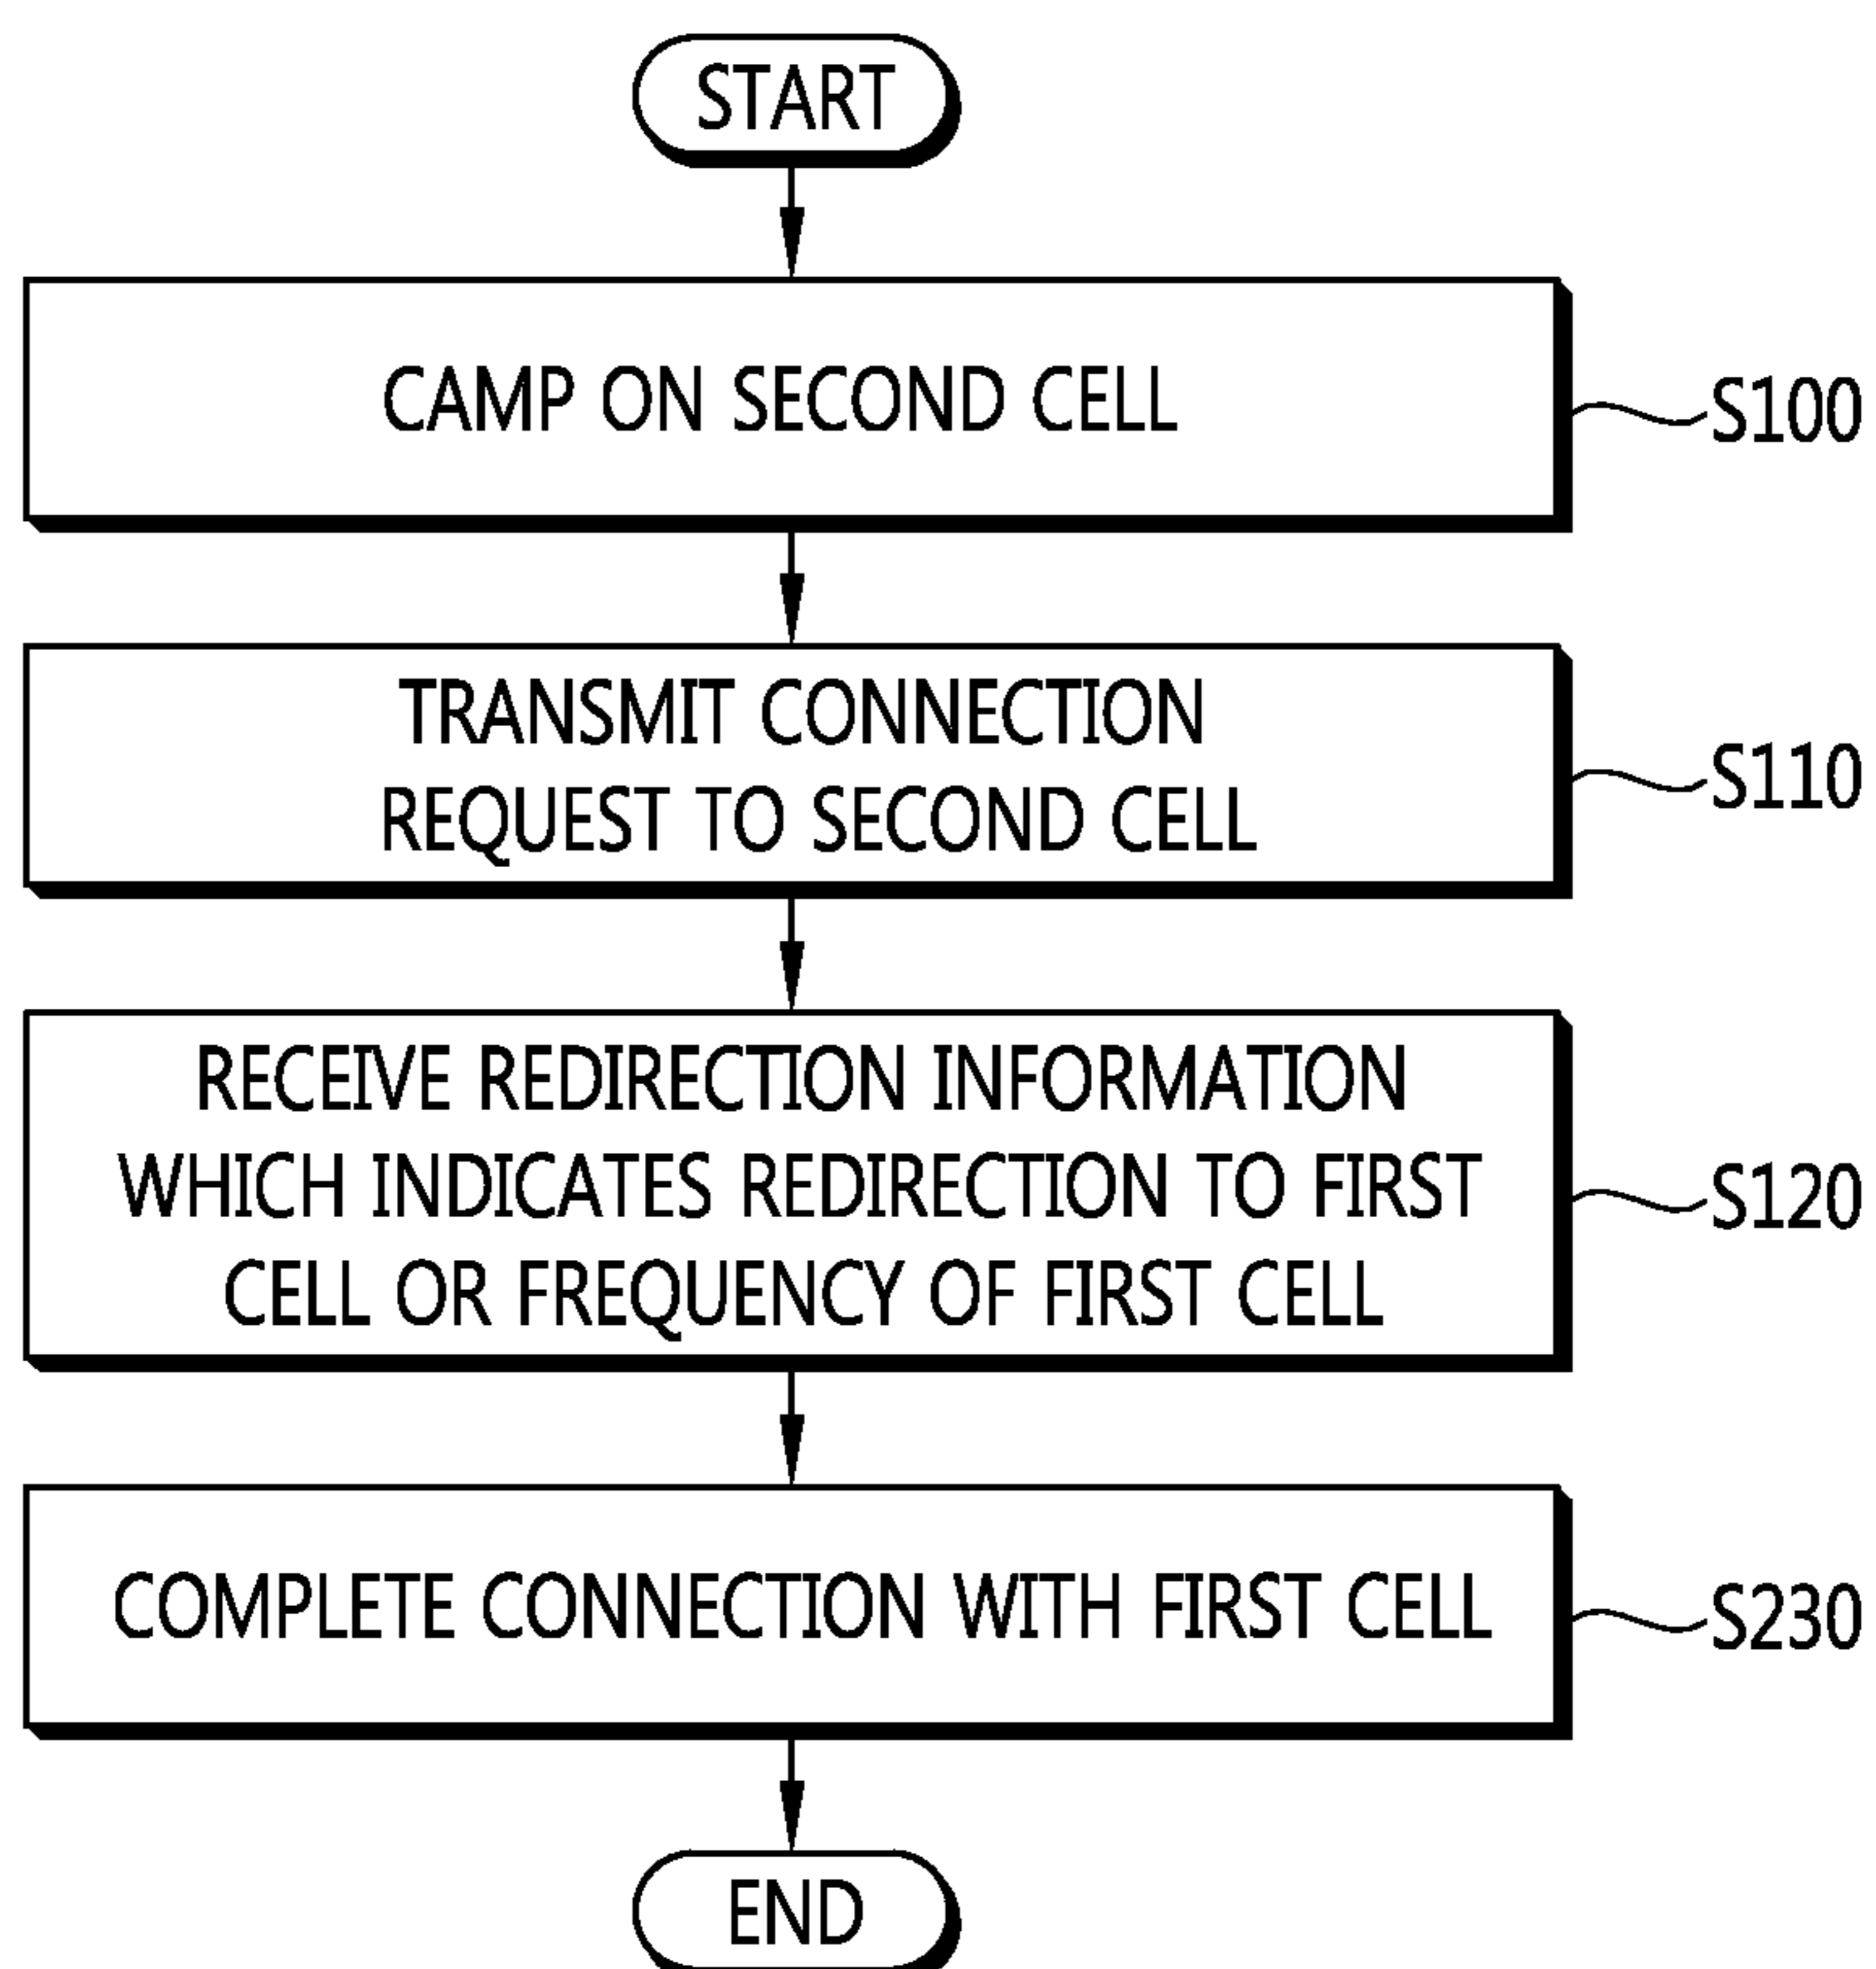 START
CAMP ON SECOND CELL
S100
TRANSMIT CONNECTION
REQUEST TO SECOND CELL
S110
RECEIVE REDIRECTION INFORMATION
WHICH INDICATES REDIRECTION TO FIRST
CELL OR FREQUENCY OF FIRST CELL
S120
COMPLETE CONNECTION WITH FIRST CELL
S230
END